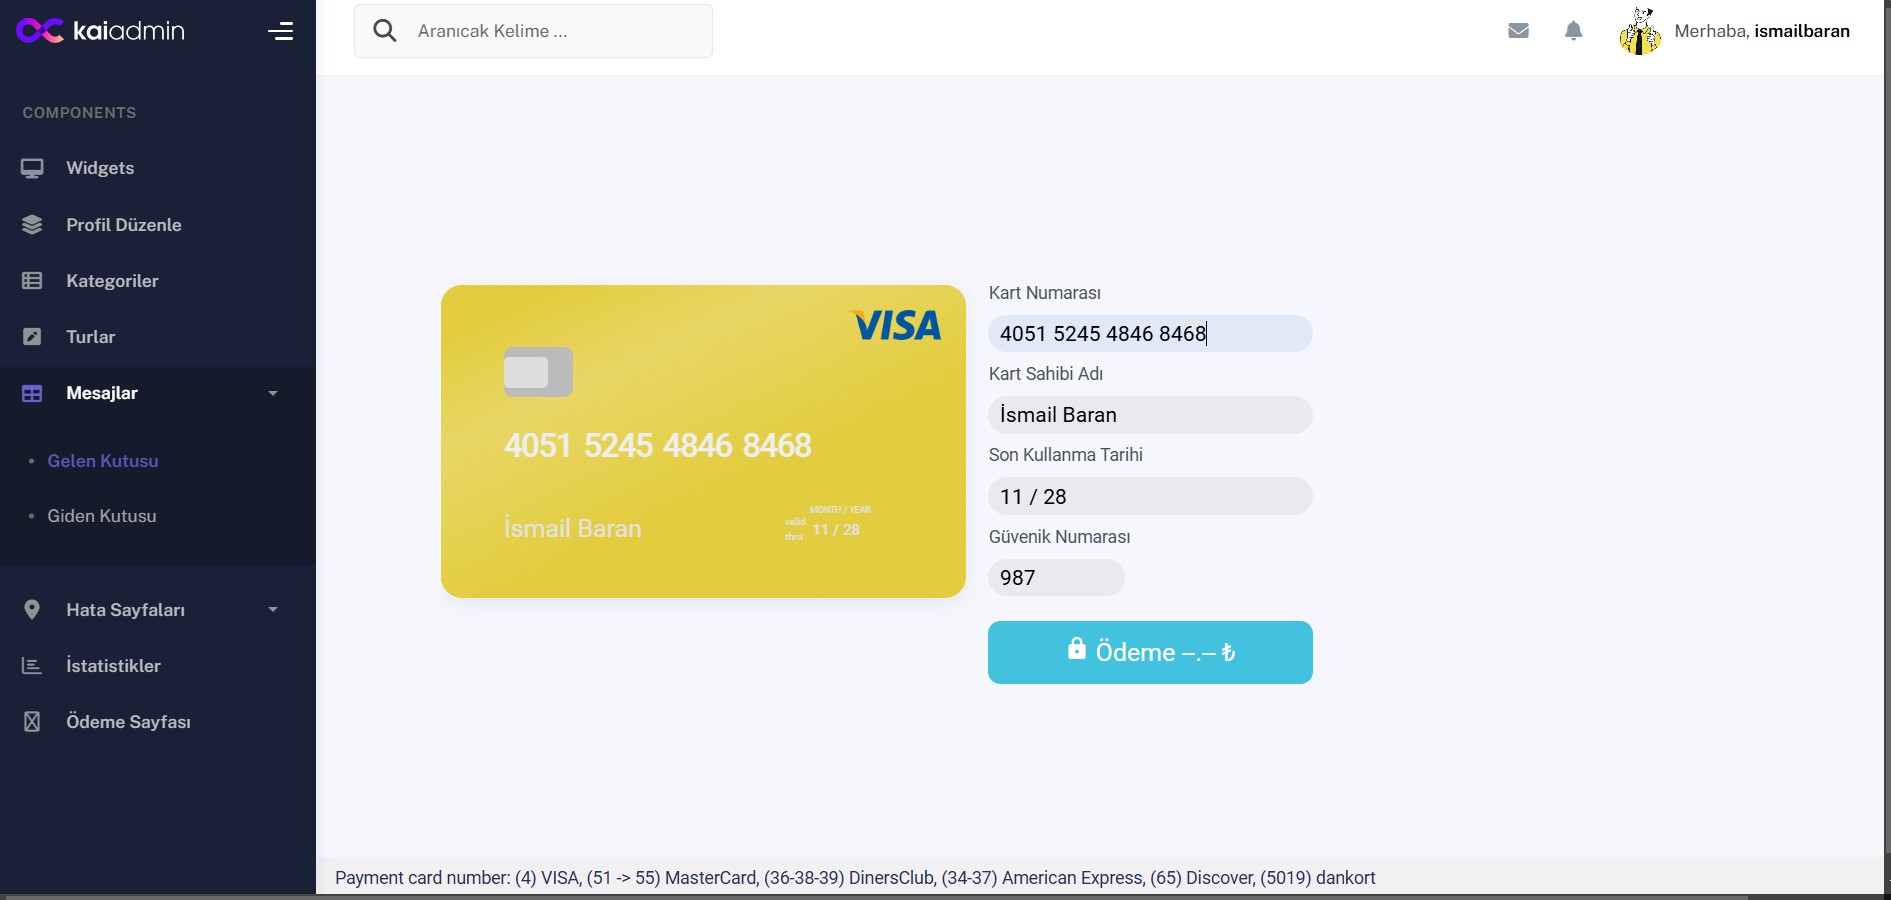 kaiadmin
Aranıcak Kelime ...
Merhaba, ismailbaran
COMPONENTS
Widgets
Profil Düzenle
Kategoriler
Turlar
Mesajlar
• Gelen Kutusu
• Giden Kutusu
Hata Sayfaları
İstatistikler
Ödeme Sayfası
VISA
4051 5245 4846 8468
İsmail Baran
MONTH / YEAR
valid thru
11 / 28
Kart Numarası
4051 5245 4846 8468
Kart Sahibi Adı
İsmail Baran
Son Kullanma Tarihi
11 / 28
Güvenik Numarası
987
Ödeme --.-- ₺
Payment card number: (4) VISA, (51 -> 55) MasterCard, (36-38-39) DinersClub, (34-37) American Express, (65) Discover, (5019) dankort